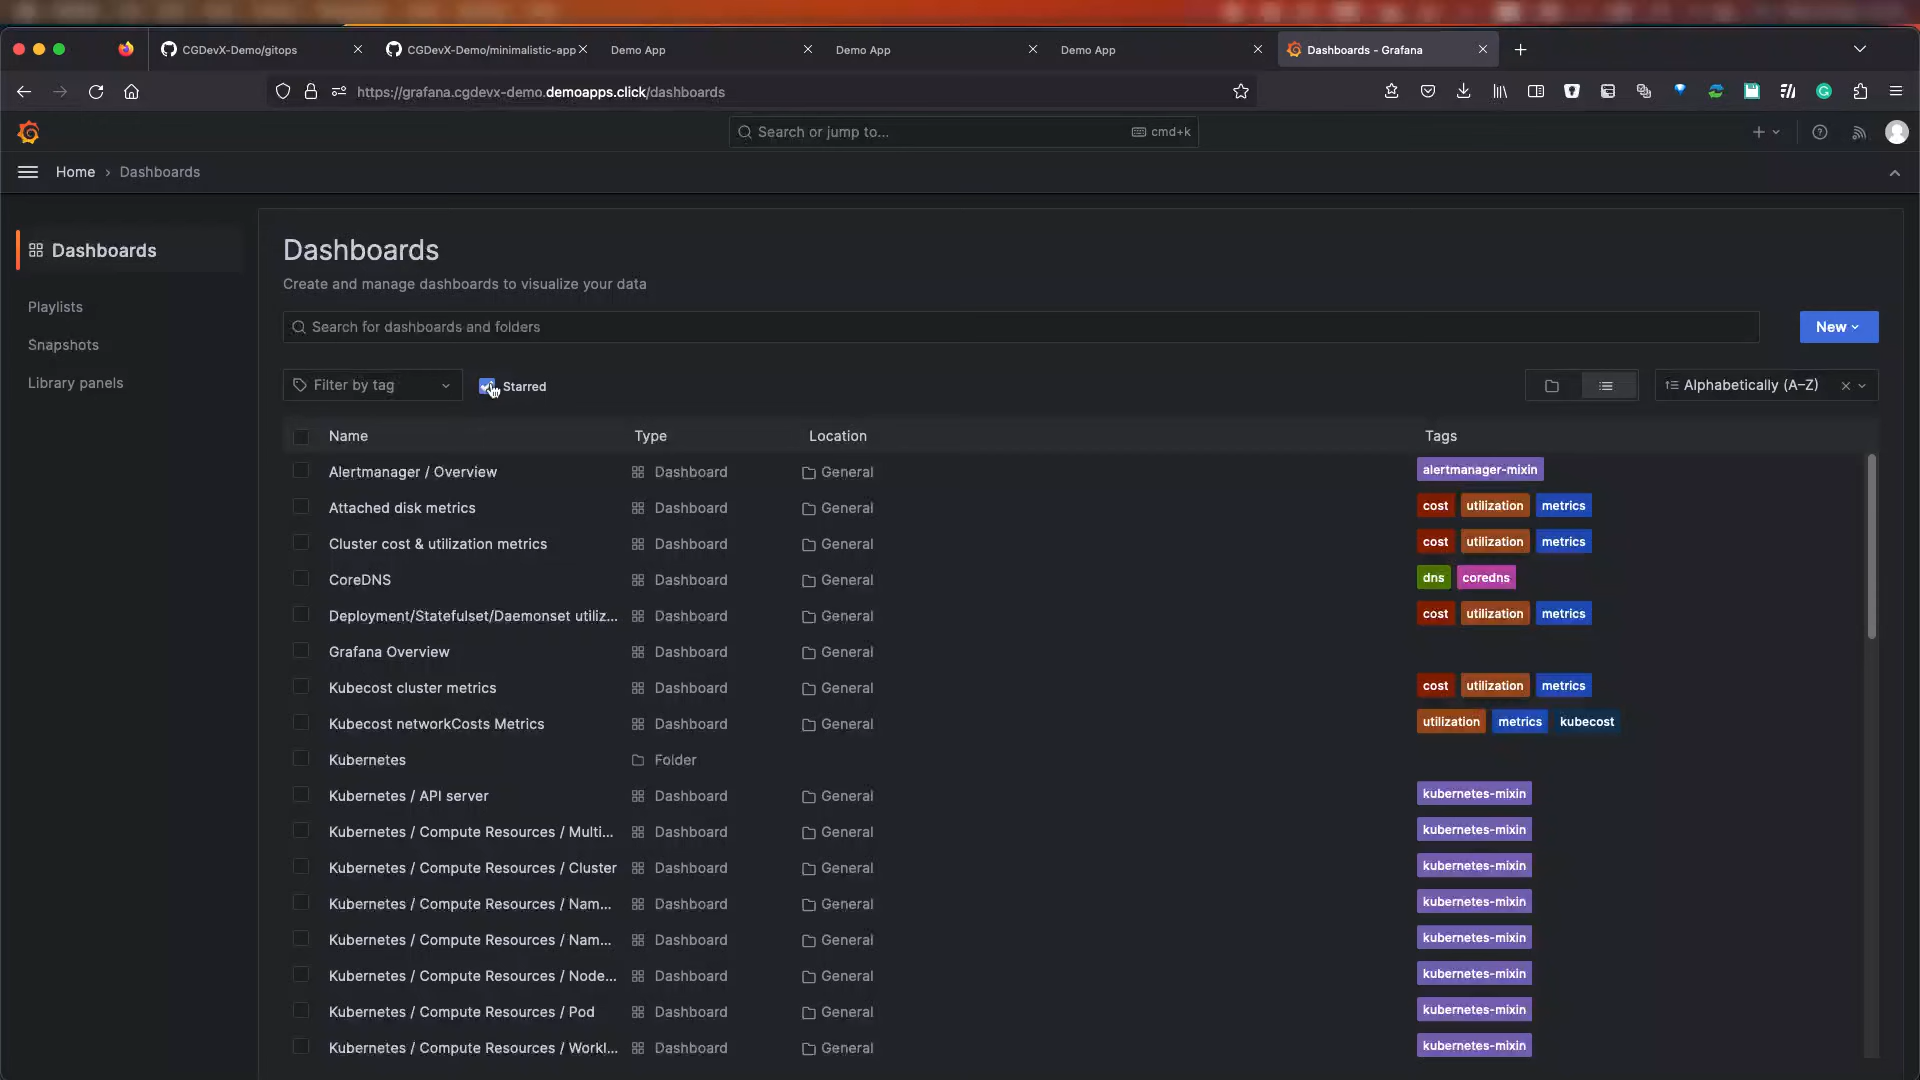 CGDevX-Demo/gitops
CGDevX-Demo/minimalistic-app
Demo App
Demo App
Demo App
Dashboards - Grafana
https://grafana.cgdevx-demo.demoapps.click/dashboards
Search or jump to...
cmd+k
Home
Dashboards
Dashboards
Playlists
Snapshots
Library panels
Dashboards
Create and manage dashboards to visualize your data
Search for dashboards and folders
New
Filter by tag
Starred
Alphabetically (A–Z)
Name Type Location Tags
Alertmanager / Overview Dashboard General alertmanager-mixin
Attached disk metrics Dashboard General cost utilization metrics
Cluster cost & utilization metrics Dashboard General cost utilization metrics
CoreDNS Dashboard General dns coredns
Deployment/Statefulset/Daemonset utiliz... Dashboard General cost utilization metrics
Grafana Overview Dashboard General
Kubecost cluster metrics Dashboard General cost utilization metrics
Kubecost networkCosts Metrics Dashboard General utilization metrics kubecost
Kubernetes Folder
Kubernetes / API server Dashboard General kubernetes-mixin
Kubernetes / Compute Resources / Multi... Dashboard General kubernetes-mixin
Kubernetes / Compute Resources / Cluster Dashboard General kubernetes-mixin
Kubernetes / Compute Resources / Nam... Dashboard General kubernetes-mixin
Kubernetes / Compute Resources / Nam... Dashboard General kubernetes-mixin
Kubernetes / Compute Resources / Node... Dashboard General kubernetes-mixin
Kubernetes / Compute Resources / Pod Dashboard General kubernetes-mixin
Kubernetes / Compute Resources / Workl... Dashboard General kubernetes-mixin